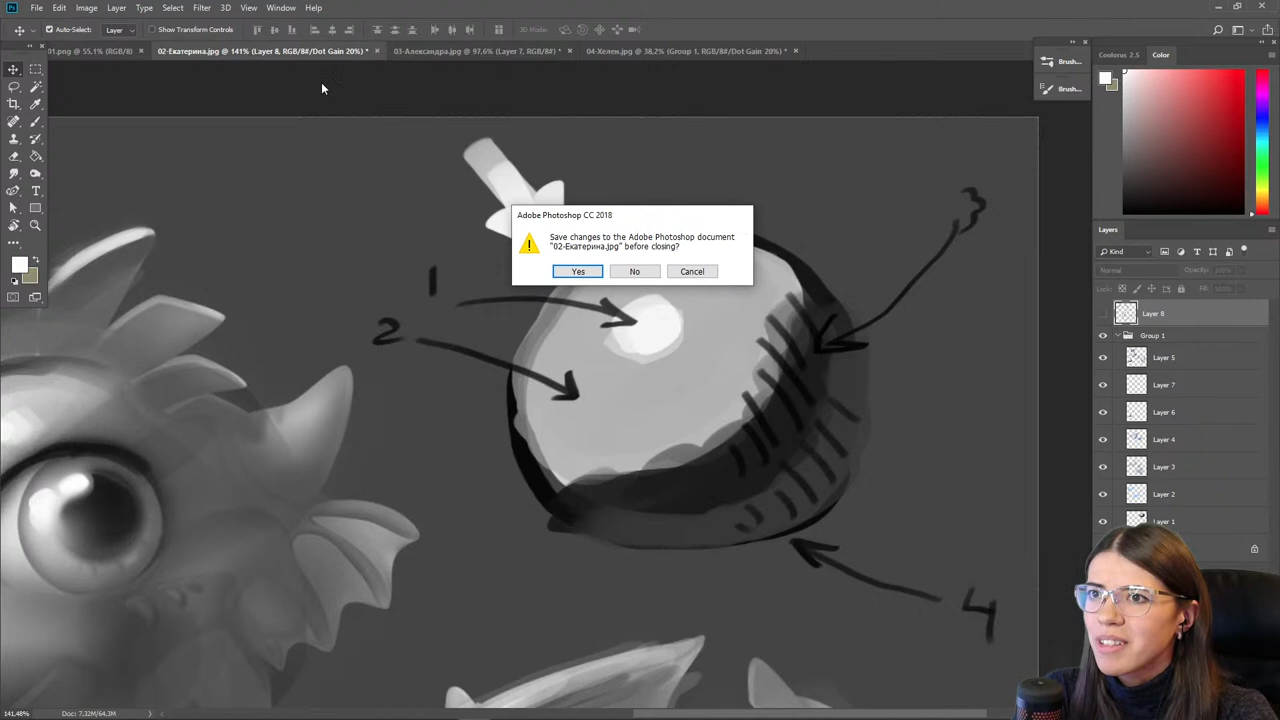 Ps File Edit Image Layer Type Select Filter 3D View Window Help
Auto-Select: Layer Show Transform Controls 3D Mode:
01.png @ 55,1% (RGB/8) × 02-Екатерина.jpg @ 141% (Layer 8, RGB/8#/Dot Gain 20%) * × 03-Александра.jpg @ 97,6% (Layer 7, RGB/8#) * × 04-Хелен.jpg @ 38,2% (Group 1, RGB/8#/Dot Gain 20%) * ×
Brush...
Brush...
Coolorus 2.5 Color
Adobe Photoshop CC 2018
Save changes to the Adobe Photoshop document
"02-Екатерина.jpg" before closing?
Yes No Cancel
1
2
3
4
Layers
Kind
Normal Opacity:
Lock: Fill:
Layer 8
Group 1
Layer 5
Layer 7
Layer 6
Layer 4
Layer 3
Layer 2
Layer 1
141.48% Doc: 7,32M/64,3M